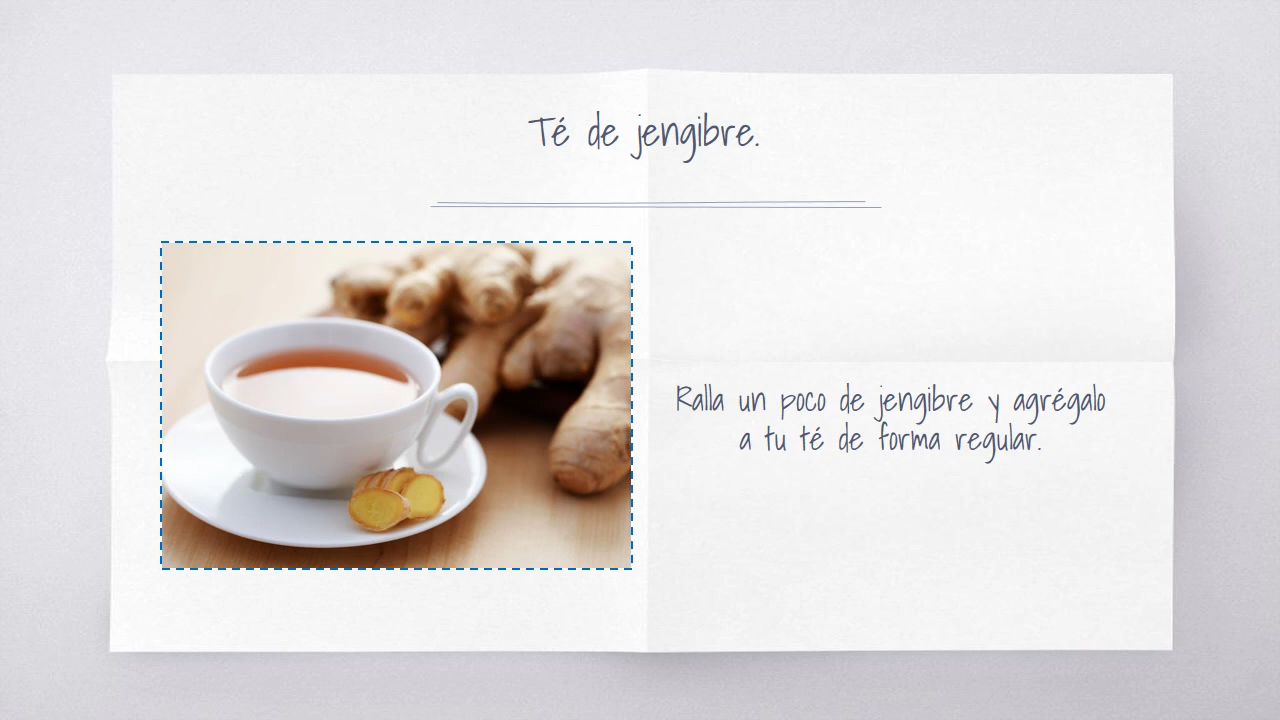 Té de jengibre.
Ralla un poco de jengibre y agrégalo
a tu té de forma regular.